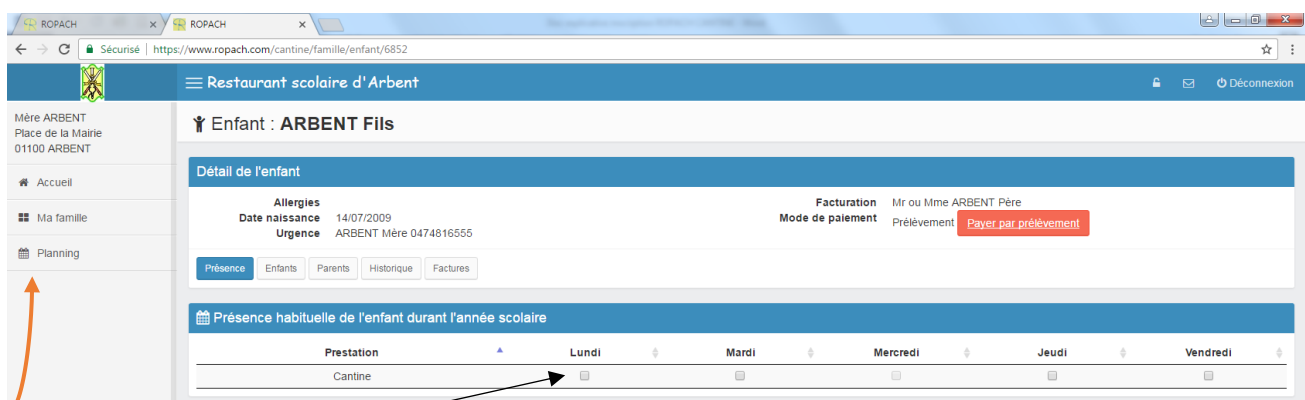 ROPACH
ROPACH
Sécurisé | https://www.ropach.com/cantine/famille/enfant/6852
Restaurant scolaire d'Arbent
Déconnexion
Mère ARBENT
Place de la Mairie
01100 ARBENT
Accueil
Ma famille
Planning
Enfant : ARBENT Fils
Détail de l'enfant
Allergies
Date naissance 14/07/2009
Urgence ARBENT Mère 0474816555
Facturation Mr ou Mme ARBENT Père
Mode de paiement Prélèvement Payer par prélèvement
Présence Enfants Parents Historique Factures
Présence habituelle de l'enfant durant l'année scolaire
Prestation Lundi Mardi Mercredi Jeudi Vendredi
Cantine